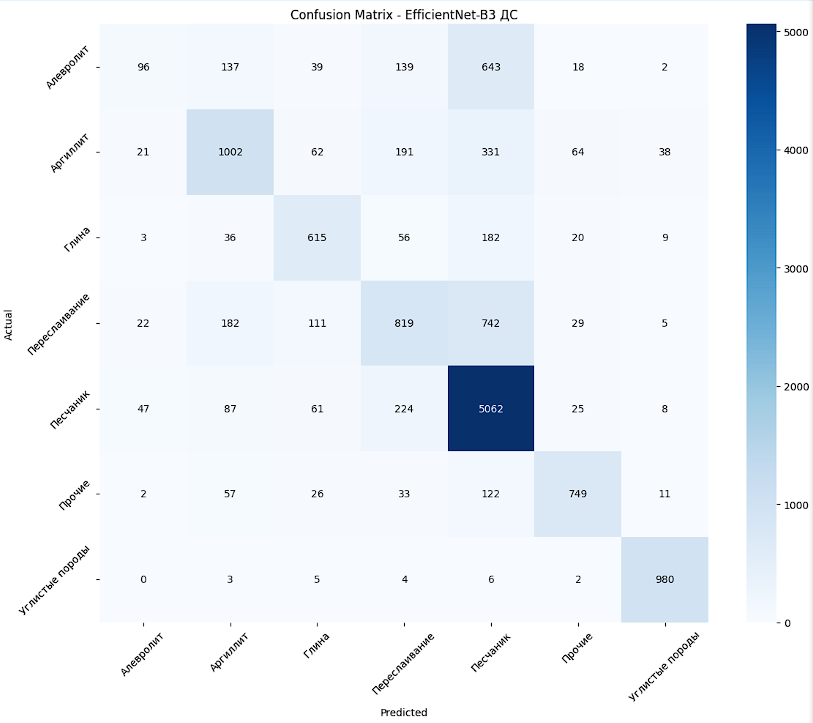 Confusion Matrix - EfficientNet-B3 ДС
Алевролит 96 137 39 139 643 18 2
Аргиллит 21 1002 62 191 331 64 38
Глина 3 36 615 56 182 20 9
Переслаивание 22 182 111 819 742 29 5
Песчаник 47 87 61 224 5062 25 8
Прочие 2 57 26 33 122 749 11
Углистые породы 0 3 5 4 6 2 980
Actual
Алевролит Аргиллит Глина Переслаивание Песчаник Прочие Углистые породы
Predicted
5000
4000
3000
2000
1000
0